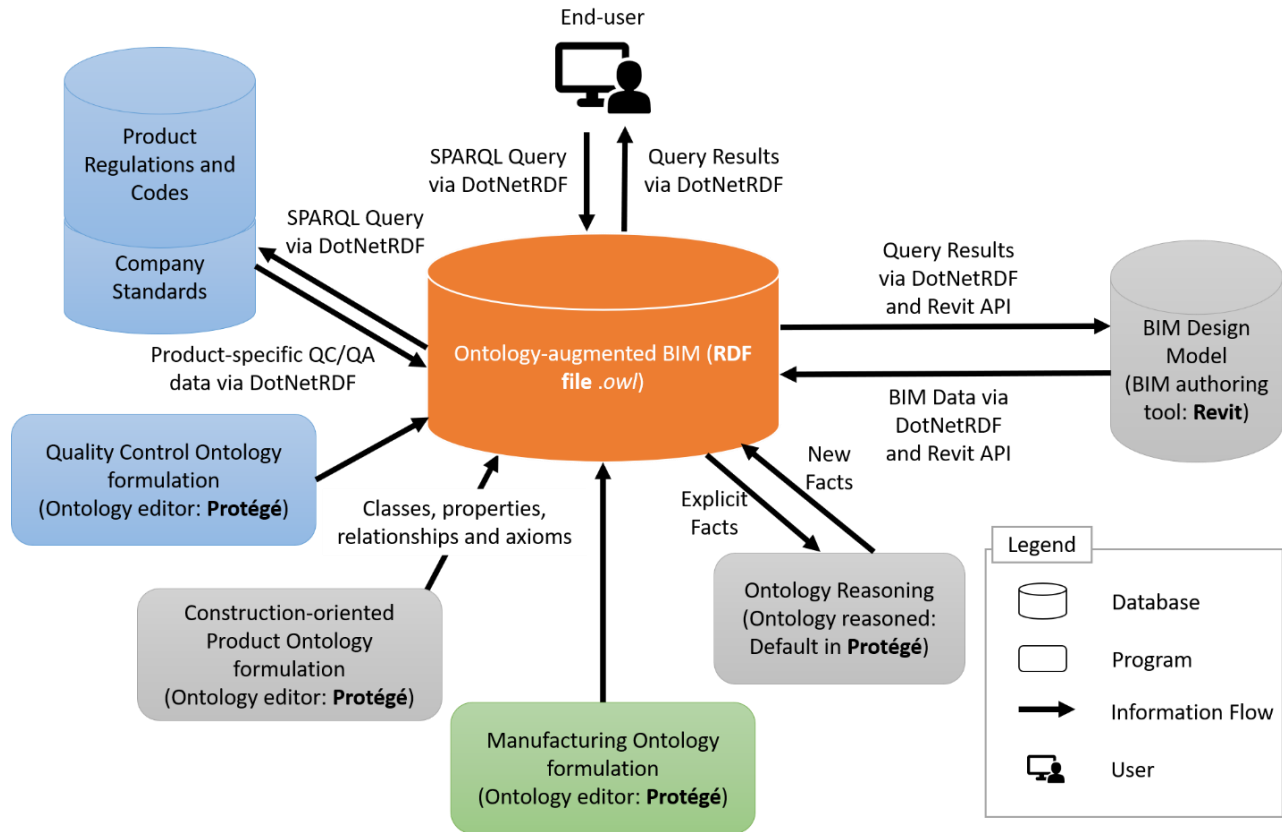 End-user
Product
Regulations and
Codes
Company
Standards
SPARQL Query
via DotNetRDF
Query Results
via DotNetRDF
SPARQL Query
via DotNetRDF
Product-specific QC/QA
data via DotNetRDF
Ontology-augmented BIM (RDF
file .owl)
Query Results
via DotNetRDF
and Revit API
BIM Data via
DotNetRDF
and Revit API
BIM Design
Model
(BIM authoring
tool: Revit)
Quality Control Ontology
formulation
(Ontology editor: Protégé)
Classes, properties,
relationships and axioms
Construction-oriented
Product Ontology
formulation
(Ontology editor: Protégé)
Manufacturing Ontology
formulation
(Ontology editor: Protégé)
Explicit
Facts
New
Facts
Ontology Reasoning
(Ontology reasoned:
Default in Protégé)
Legend
Database
Program
Information Flow
User